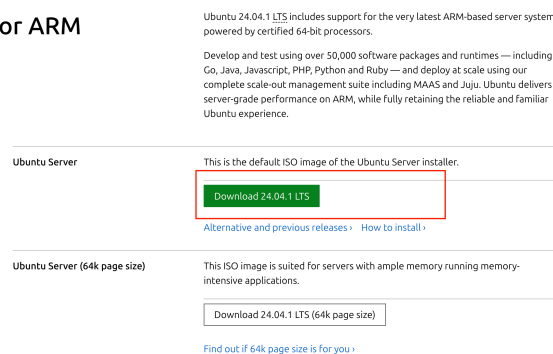 or ARM
Ubuntu 24.04.1 LTS includes support for the very latest ARM-based server system
powered by certified 64-bit processors.
Develop and test using over 50,000 software packages and runtimes — including
Go, Java, Javascript, PHP, Python and Ruby — and deploy at scale using our
complete scale-out management suite including MAAS and Juju. Ubuntu delivers
server-grade performance on ARM, while fully retaining the reliable and familiar
Ubuntu experience.
Ubuntu Server
This is the default ISO image of the Ubuntu Server installer.
Download 24.04.1 LTS
Alternative and previous releases › How to install ›
Ubuntu Server (64k page size)
This ISO image is suited for servers with ample memory running memory-
intensive applications.
Download 24.04.1 LTS (64k page size)
Find out if 64k page size is for you ›